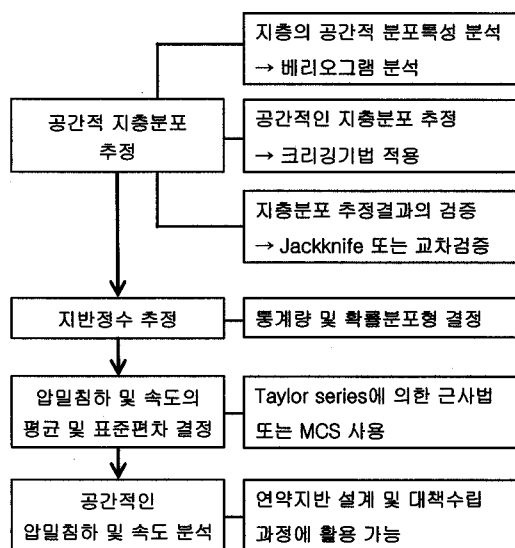 지층의 공간적 분포특성 분석
→ 베리오그램 분석
공간적 지층분포
추정
공간적인 지층분포 추정
→ 크리깅기법 적용
지층분포 추정결과의 검증
→ Jackknife 또는 교차검증
지반정수 추정
통계량 및 확률분포형 결정
압밀침하 및 속도의
평균 및 표준편차 결정
Taylor series에 의한 근사법
또는 MCS 사용
공간적인
압밀침하 및 속도 분석
연약지반 설계 및 대책수립
과정에 활용 가능